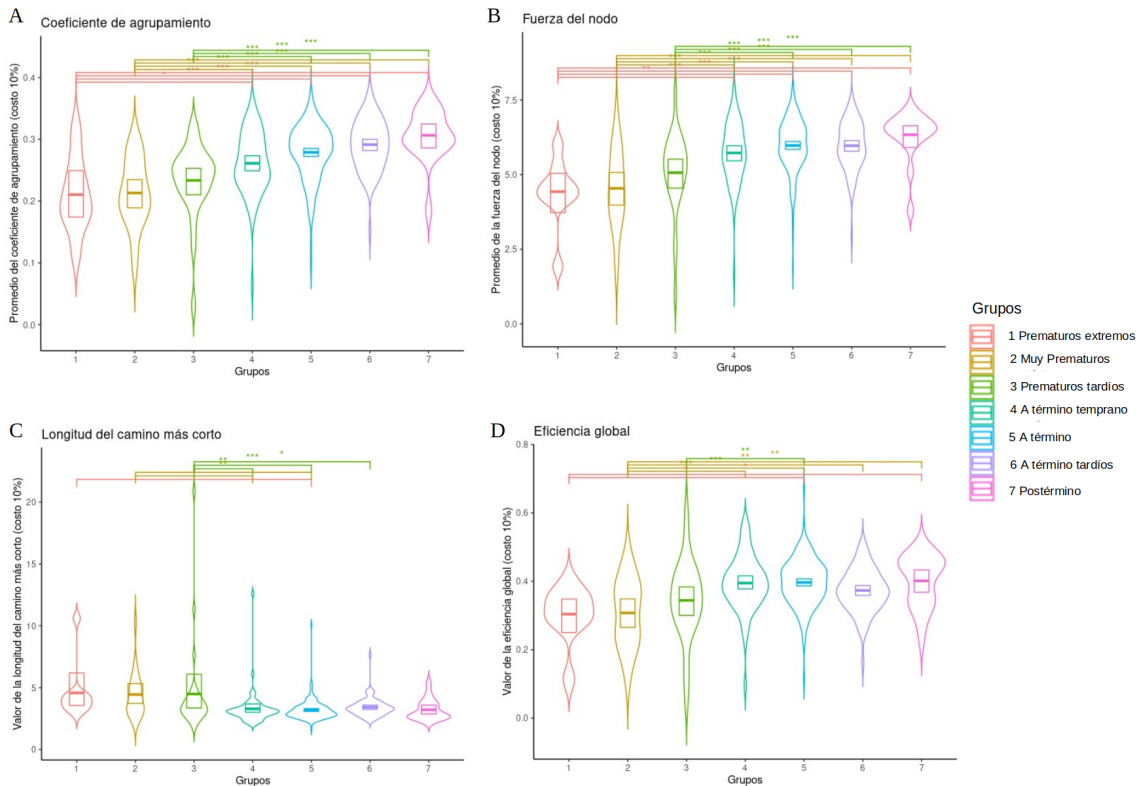 A
Coeficiente de agrupamiento
Promedio del coeficiente de agrupamiento (costo 10%)
0.4
0.3
0.2
0.1
0.0
1 2 3 4 5 6 7
Grupos
B
Fuerza del nodo
Promedio de la fuerza del nodo (costo 10%)
7.5
5.0
2.5
0.0
1 2 3 4 5 6 7
Grupos
C
Longitud del camino más corto
Valor de la longitud del camino más corto (costo 10%)
20
15
10
5
0
1 2 3 4 5 6 7
Grupos
D
Eficiencia global
Valor de la eficiencia global (costo 10%)
0.8
0.6
0.4
0.2
0.0
1 2 3 4 5 6 7
Grupos
Grupos
1 Prematuros extremos
2 Muy Prematuros
3 Prematuros tardíos
4 A término temprano
5 A término
6 A término tardíos
7 Postérmino